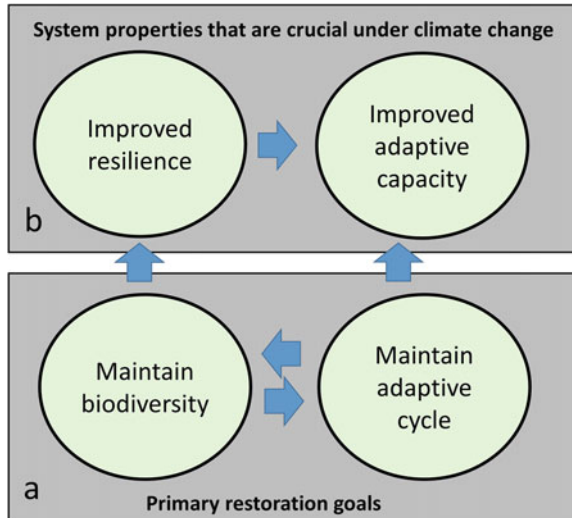 System properties that are crucial under climate change
Improved
resilience
Improved
adaptive
capacity
b
Maintain
biodiversity
Maintain
adaptive
cycle
a
Primary restoration goals